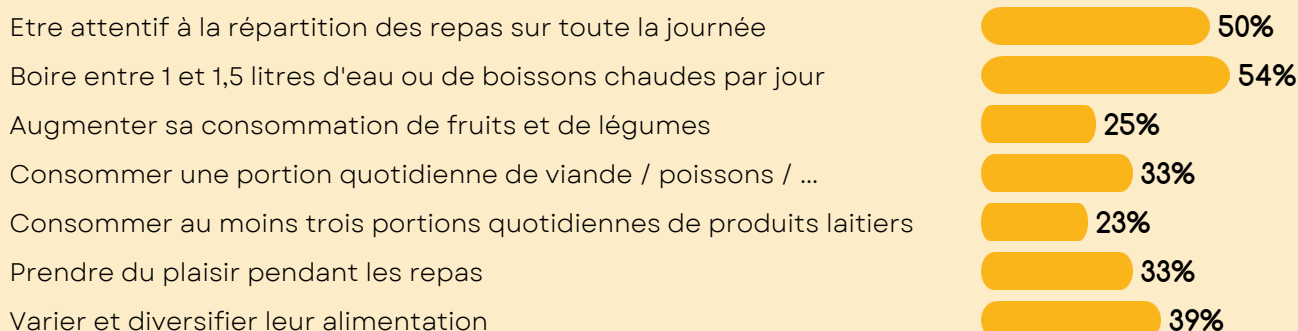 Etre attentif à la répartition des repas sur toute la journée 50%
Boire entre 1 et 1,5 litres d'eau ou de boissons chaudes par jour 54%
Augmenter sa consommation de fruits et de légumes 25%
Consommer une portion quotidienne de viande / poissons / ... 33%
Consommer au moins trois portions quotidiennes de produits laitiers 23%
Prendre du plaisir pendant les repas 33%
Varier et diversifier leur alimentation 39%